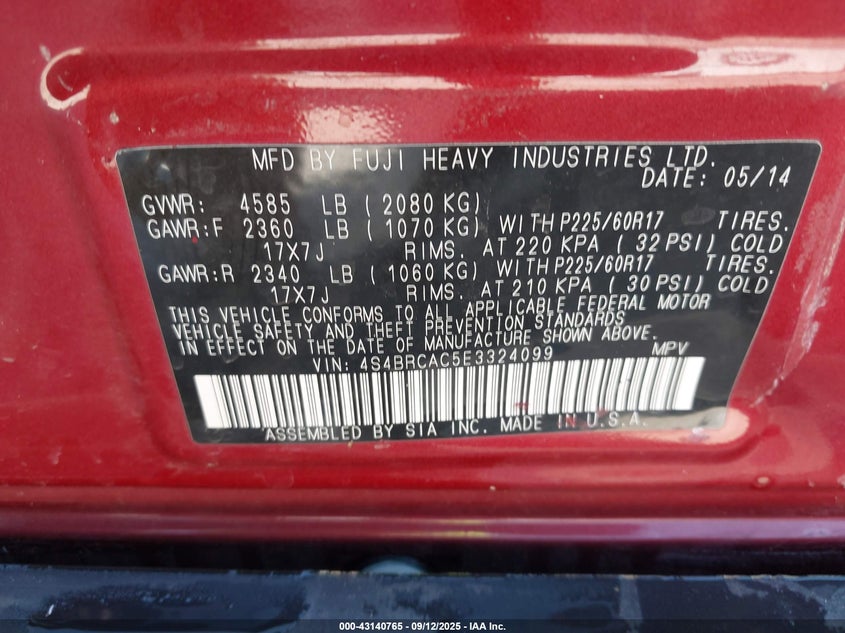 MFD BY FUJI HEAVY INDUSTRIES LTD.
DATE: 05/14
GVWR: 4585 LB (2080 KG)
GAWR:F 2360 LB (1070 KG) WITH P225/60R17 TIRES.
17X7J RIMS. AT 220 KPA (32 PSI) COLD
GAWR:R 2340 LB (1060 KG) WITH P225/60R17 TIRES.
17X7J RIMS. AT 210 KPA (30 PSI) COLD
THIS VEHICLE CONFORMS TO ALL APPLICABLE FEDERAL MOTOR
VEHICLE SAFETY AND THEFT PREVENTION STANDARDS
IN EFFECT ON THE DATE OF MANUFACTURE SHOWN ABOVE.
VIN: 4S4BRCAC5E3324099 MPV
ASSEMBLED BY SIA INC. MADE IN U.S.A.
000-43140765 - 09/12/2025 - IAA Inc.